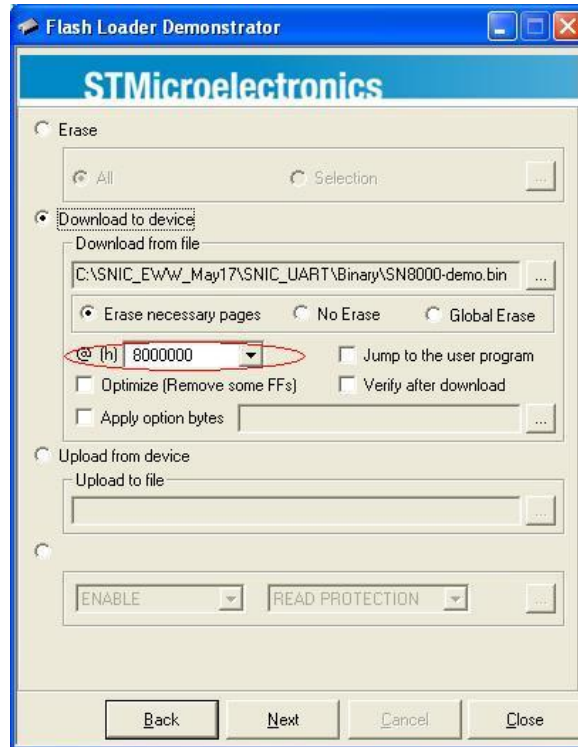 Flash Loader Demonstrator
STMicroelectronics
Erase
All Selection ...
Download to device
Download from file
C:\SNIC_EWW_May17\SNIC_UART\Binary\SN8000-demo.bin ...
Erase necessary pages No Erase Global Erase
@ (h) 8000000 Jump to the user program
Optimize (Remove some FFs) Verify after download
Apply option bytes ...
Upload from device
Upload to file
...
ENABLE READ PROTECTION ...
Back Next Cancel Close